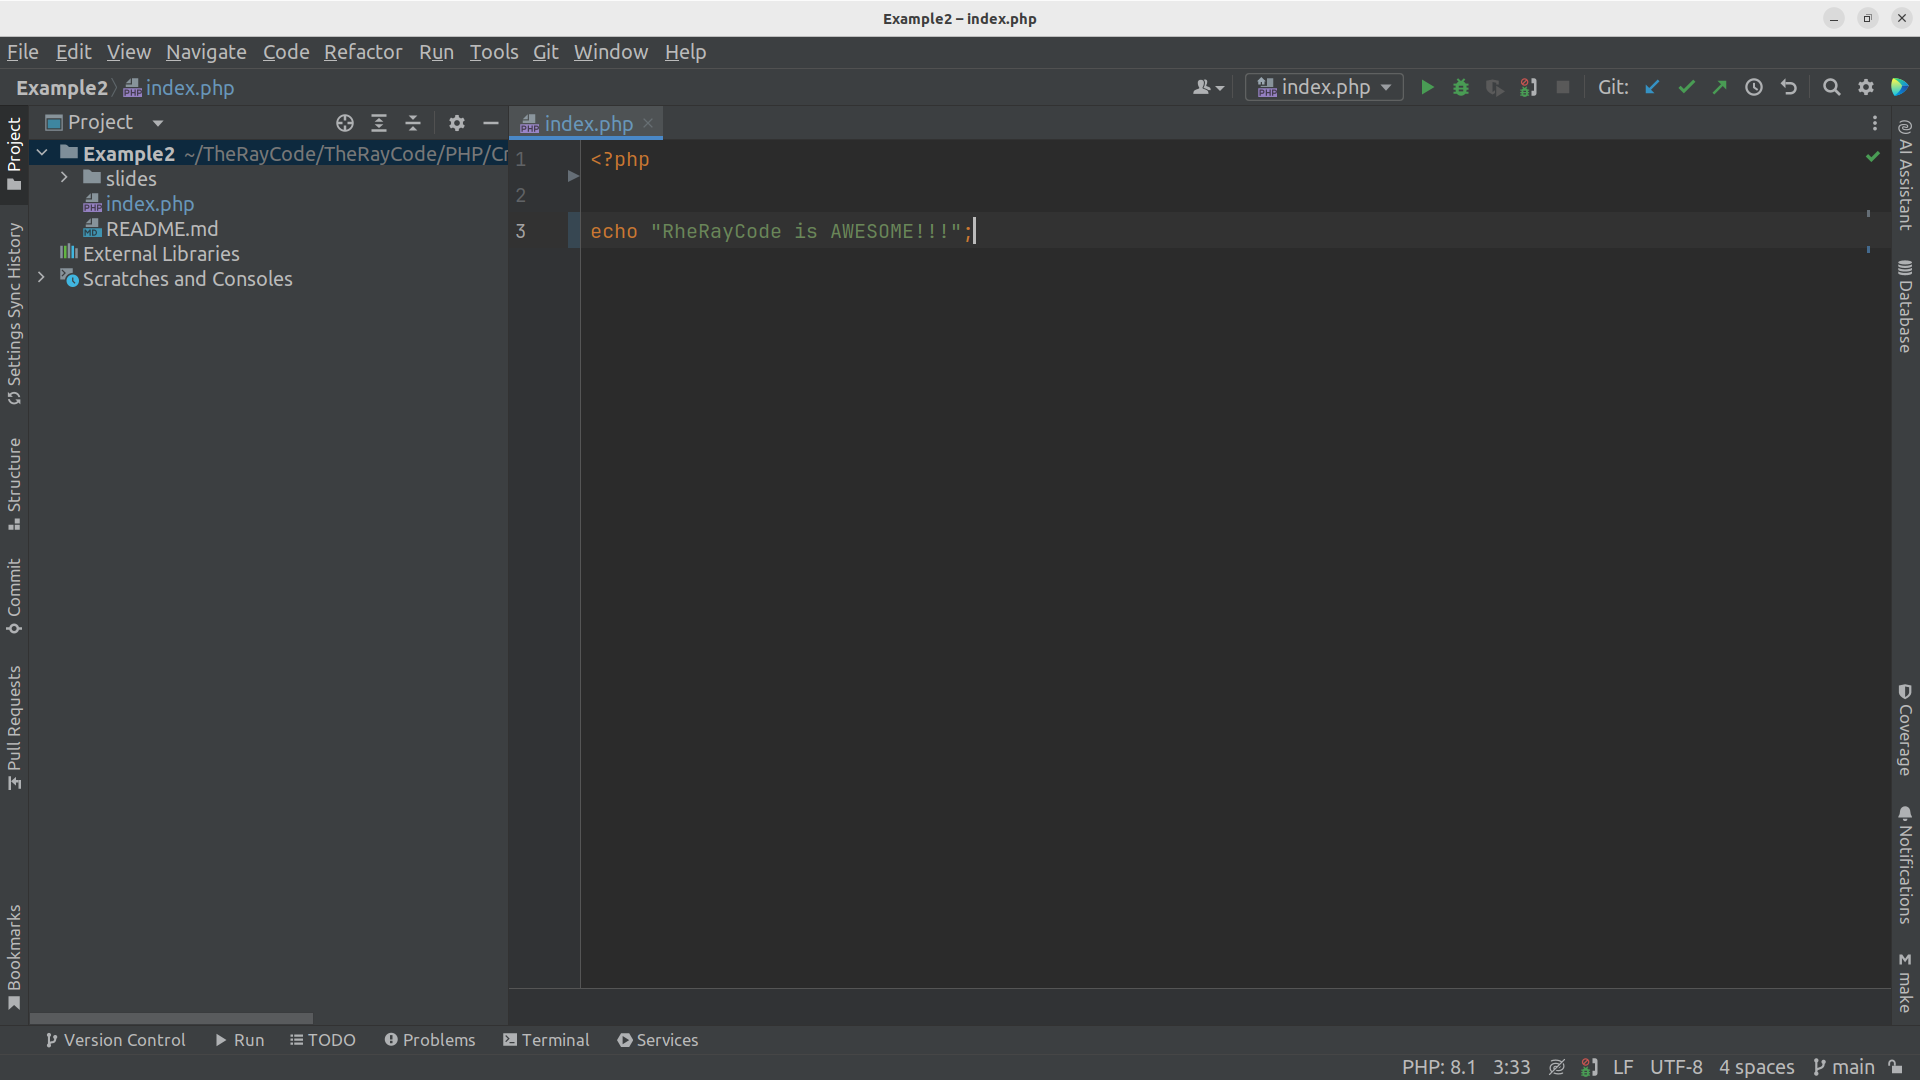 Example2 – index.php
File Edit View Navigate Code Refactor Run Tools Git Window Help
Example2 index.php
index.php
Git:
Project
index.php
Example2 ~/TheRayCode/TheRayCode/PHP/Cr
slides
index.php
README.md
External Libraries
Scratches and Consoles
1 <?php
2
3 echo "RheRayCode is AWESOME!!!";
Project
Settings Sync History
Structure
Commit
Pull Requests
Bookmarks
AI Assistant
Database
Coverage
Notifications
make
Version Control Run TODO Problems Terminal Services
PHP: 8.1 3:33 LF UTF-8 4 spaces main